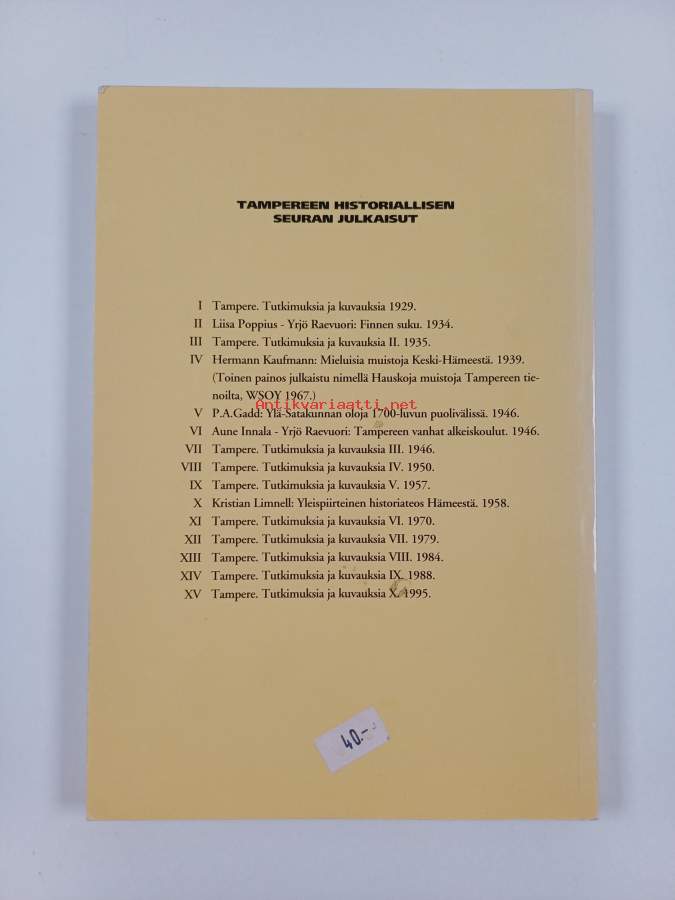 TAMPEREEN HISTORIALLISEN
SEURAN JULKAISUT
I Tampere. Tutkimuksia ja kuvauksia 1929.
II Liisa Poppius - Yrjö Raevuori: Finnen suku. 1934.
III Tampere. Tutkimuksia ja kuvauksia II. 1935.
IV Hermann Kaufmann: Mieluisia muistoja Keski-Hämeestä. 1939.
(Toinen painos julkaistu nimellä Hauskoja muistoja Tampereen tie-
noilta, WSOY 1967.)
Antikvariaatti.net
V P.A.Gadd: Ylä-Satakunnan oloja 1700-luvun puolivälissä. 1946.
VI Aune Innala - Yrjö Raevuori: Tampereen vanhat alkeiskoulut. 1946.
VII Tampere. Tutkimuksia ja kuvauksia III. 1946.
VIII Tampere. Tutkimuksia ja kuvauksia IV. 1950.
IX Tampere. Tutkimuksia ja kuvauksia V. 1957.
X Kristian Limnell: Yleispiirteinen historiateos Hämeestä. 1958.
XI Tampere. Tutkimuksia ja kuvauksia VI. 1970.
XII Tampere. Tutkimuksia ja kuvauksia VII. 1979.
XIII Tampere. Tutkimuksia ja kuvauksia VIII. 1984.
XIV Tampere. Tutkimuksia ja kuvauksia IX. 1988.
XV Tampere. Tutkimuksia ja kuvauksia X. 1995.
40.-